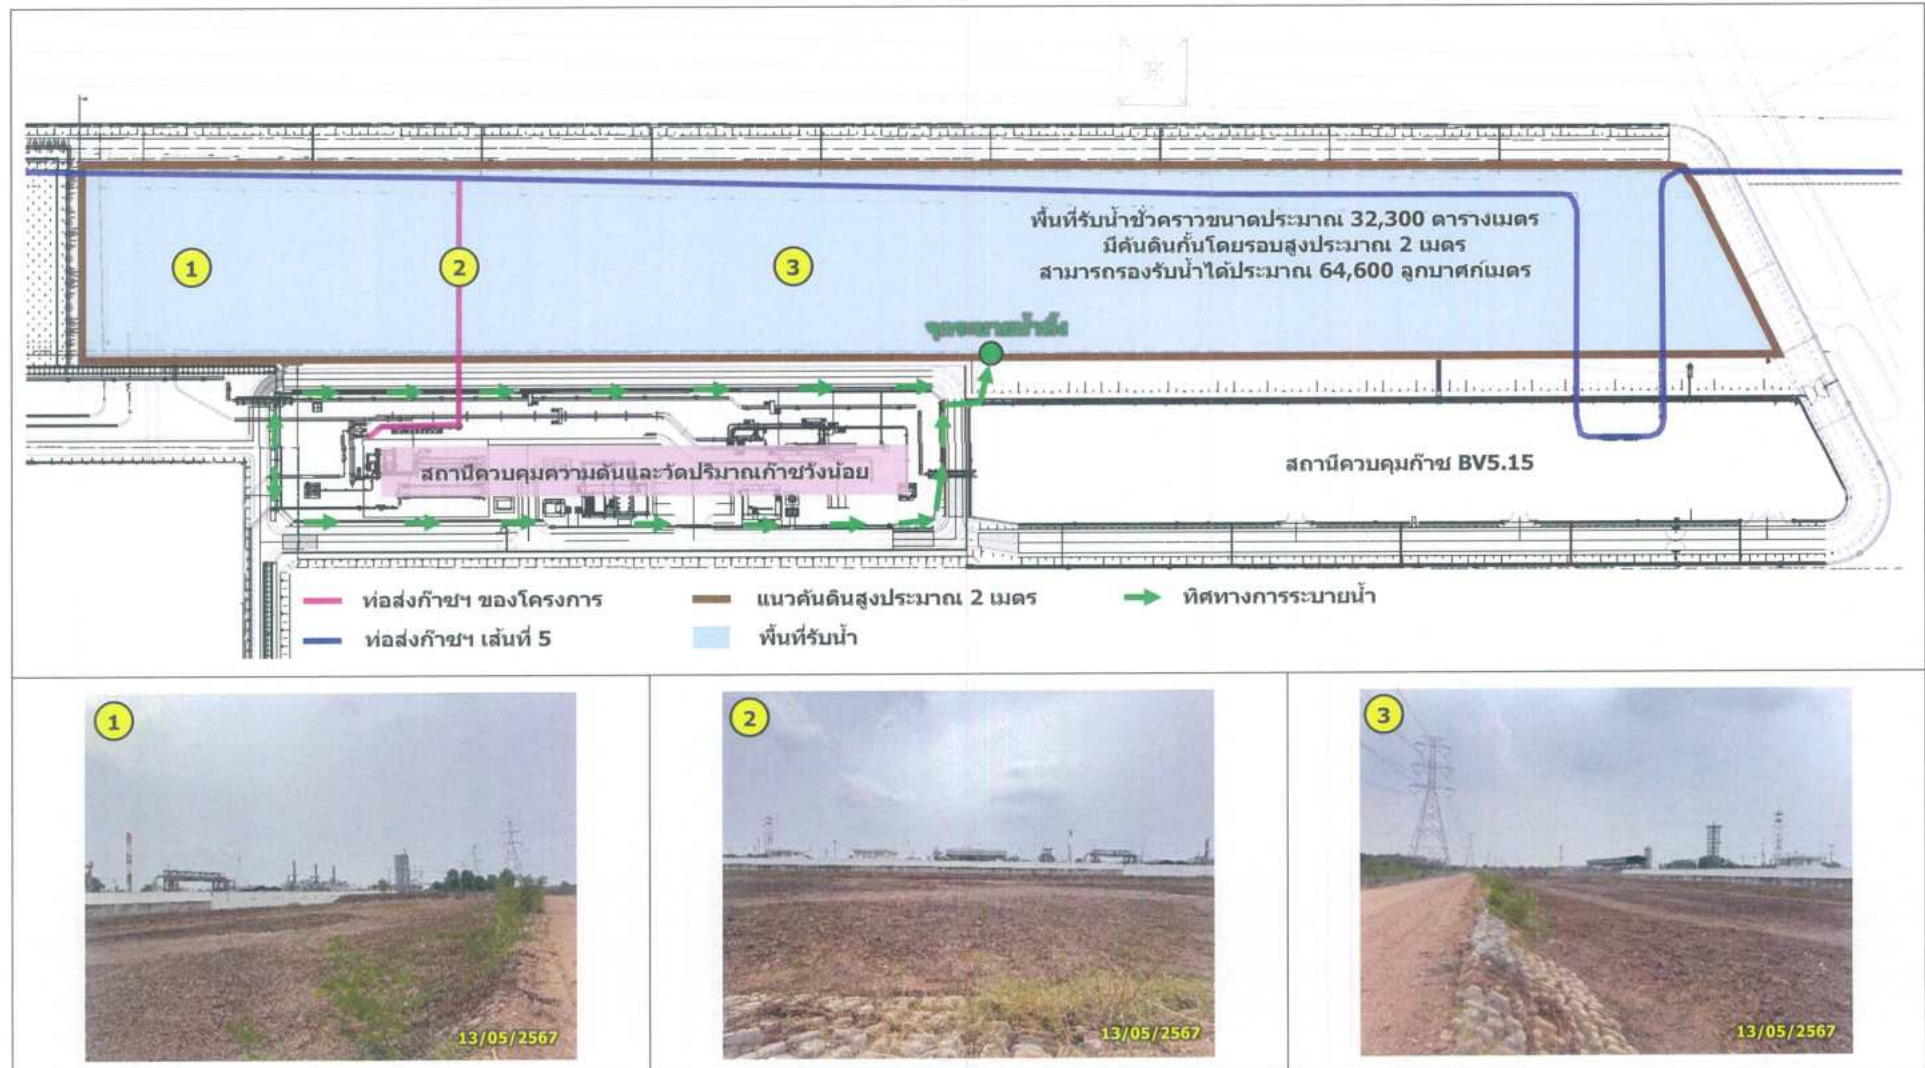 พื้นที่รับน้ำชั่วคราวขนาดประมาณ 32,300 ตารางเมตร
มีคันดินกั้นโดยรอบสูงประมาณ 2 เมตร
สามารถรองรับน้ำได้ประมาณ 64,600 ลูกบาศก์เมตร
1
2
3
จุดระบายน้ำทิ้ง
สถานีควบคุมความดันและวัดปริมาณก๊าซวังน้อย
สถานีควบคุมก๊าซ BV5.15
ท่อส่งก๊าซฯ ของโครงการ
แนวคันดินสูงประมาณ 2 เมตร
ทิศทางการระบายน้ำ
ท่อส่งก๊าซฯ เส้นที่ 5
พื้นที่รับน้ำ
1
13/05/2567
2
13/05/2567
3
13/05/2567